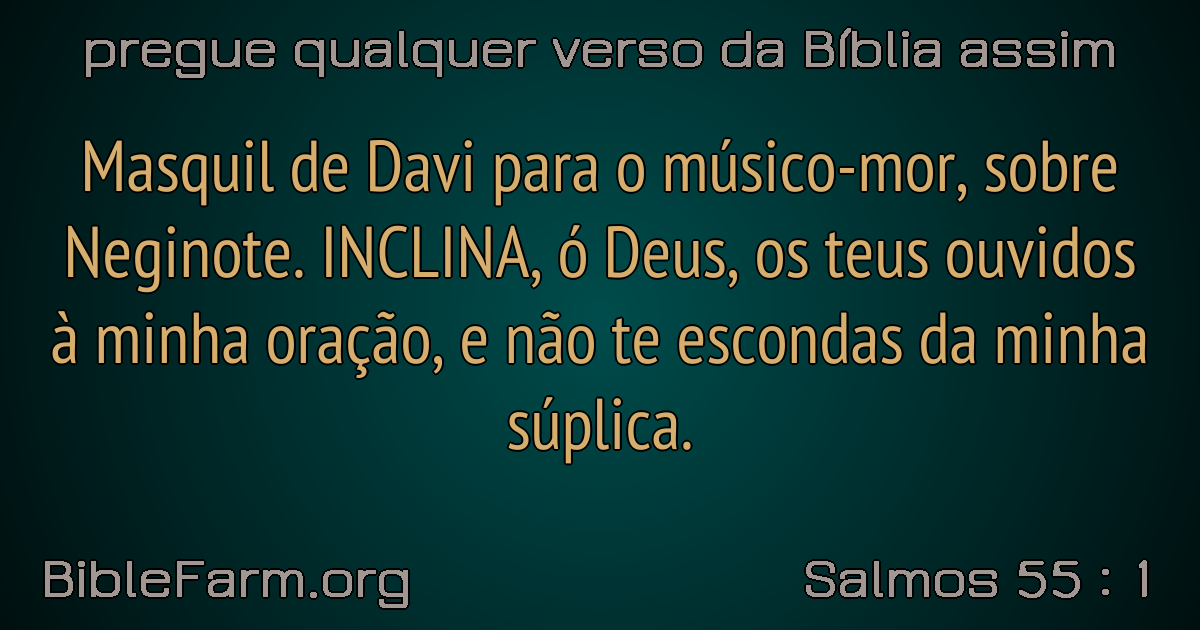 pregue qualquer verso da Bíblia assim
Masquil de Davi para o músico-mor, sobre
Neginote. INCLINA, ó Deus, os teus ouvidos
à minha oração, e não te escondas da minha
súplica.
BibleFarm.org
Salmos 55 : 1